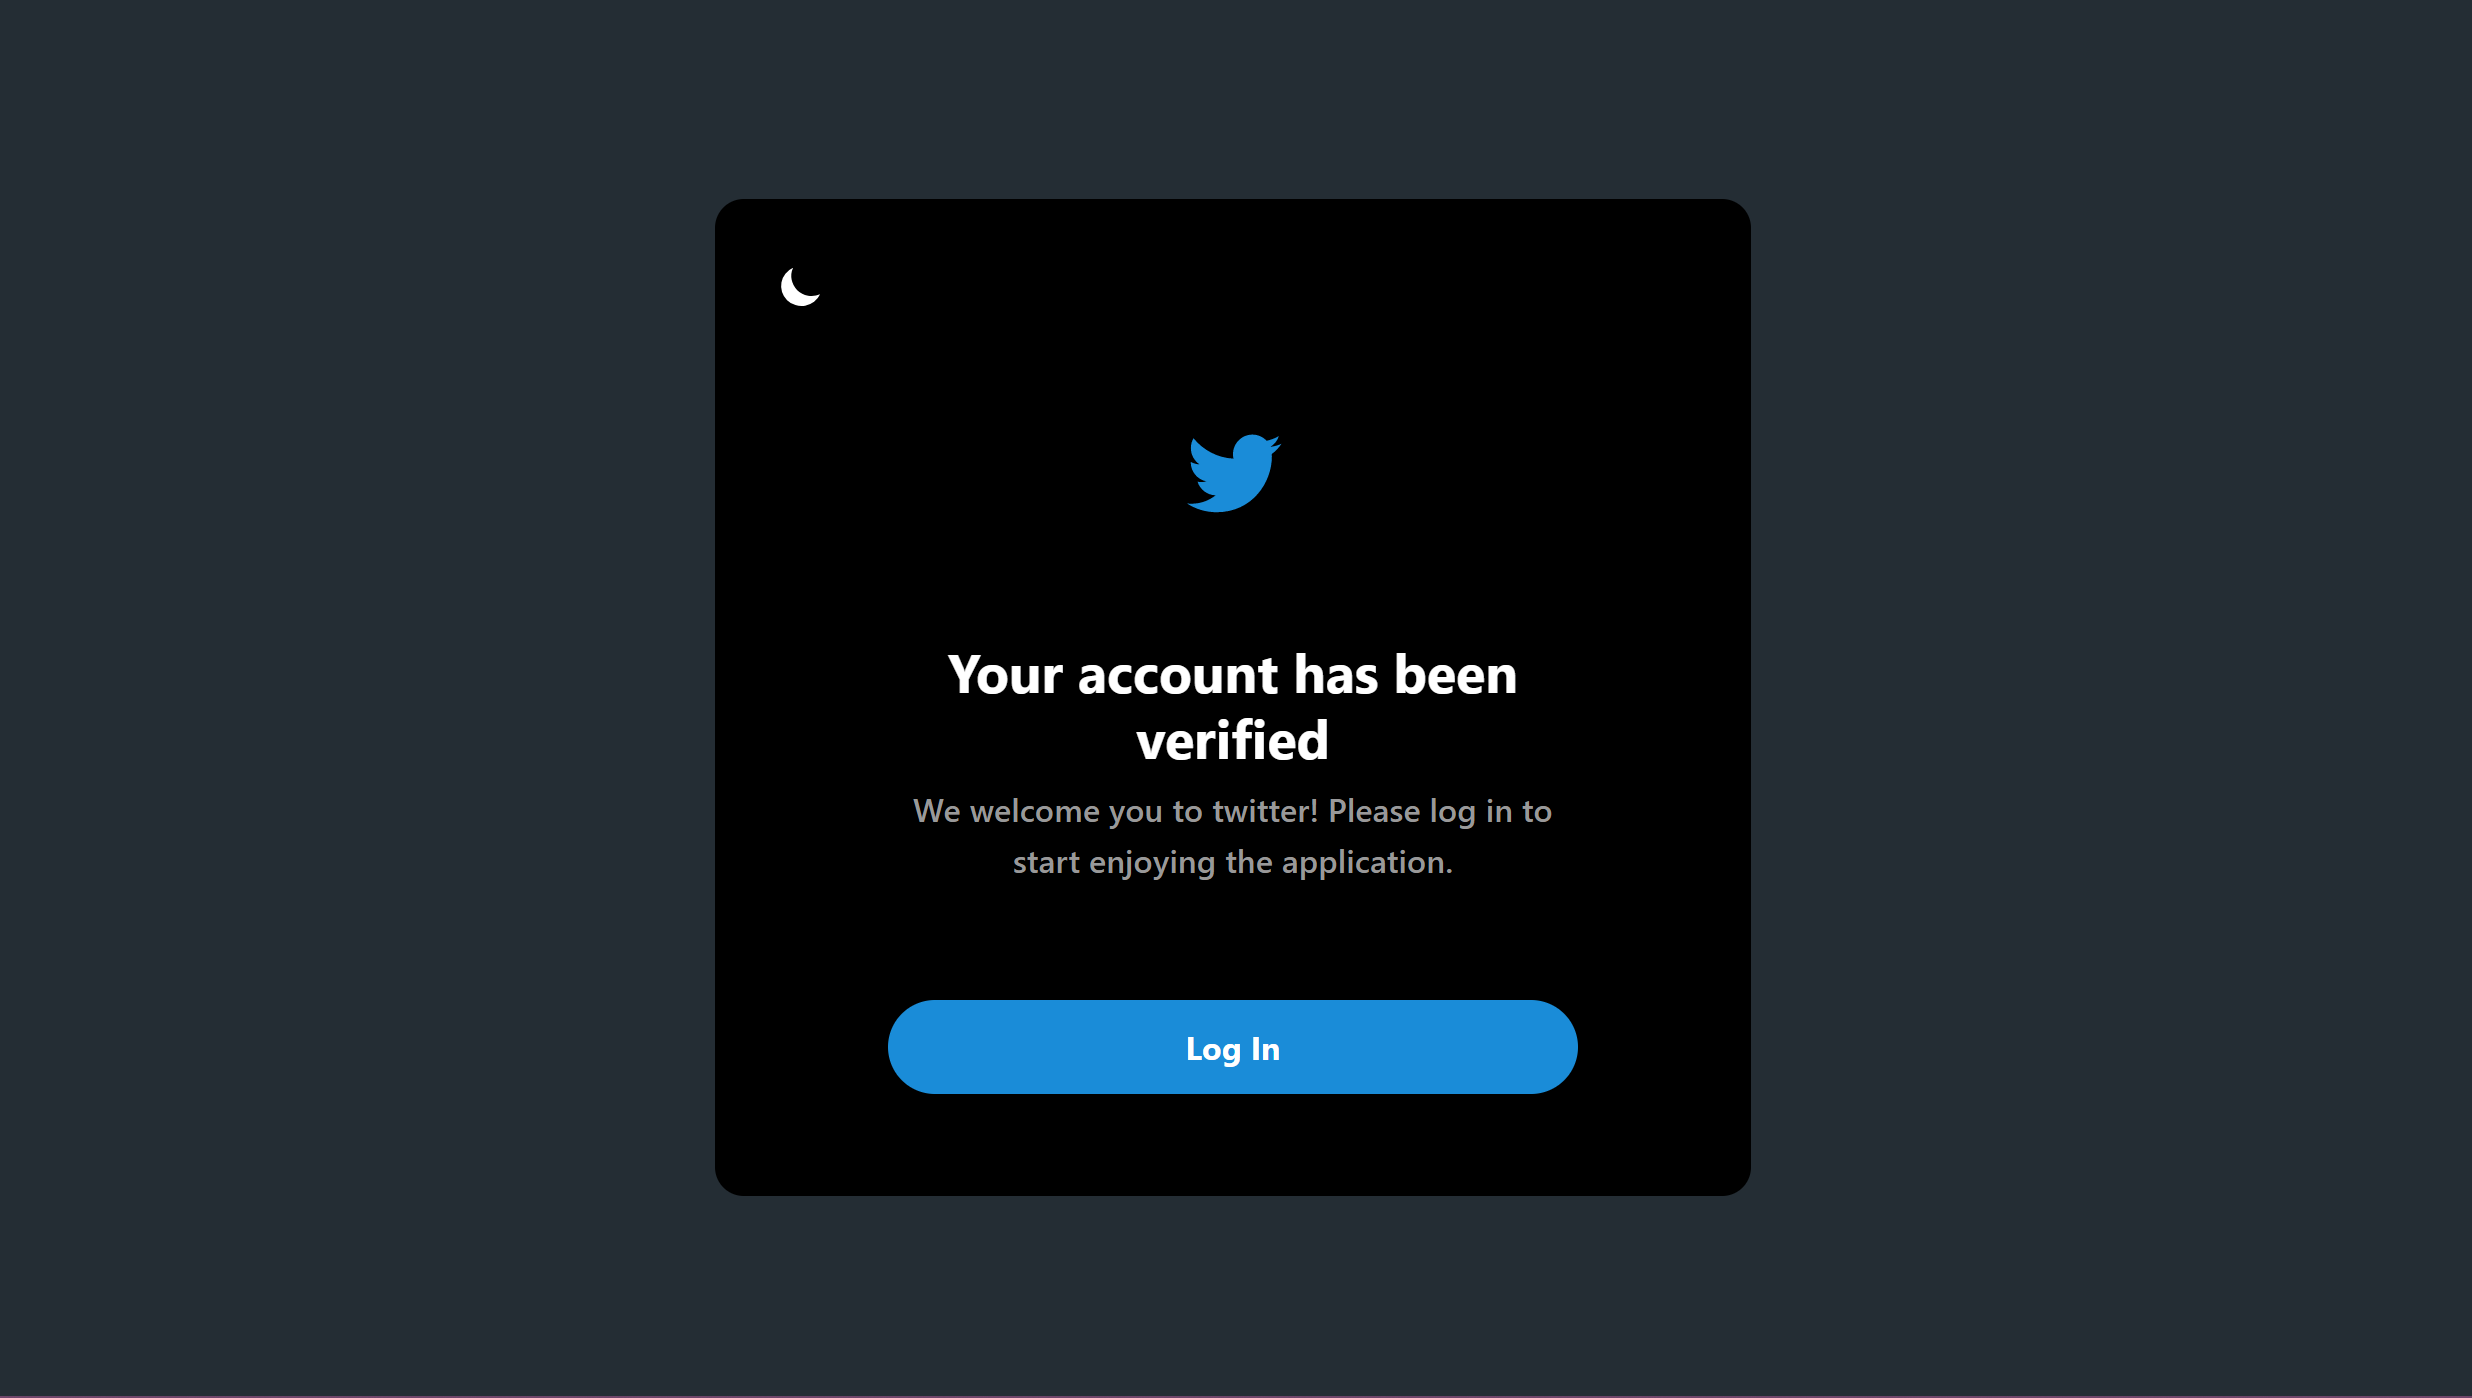 Your account has been
verified
We welcome you to twitter! Please log in to
start enjoying the application.
Log In